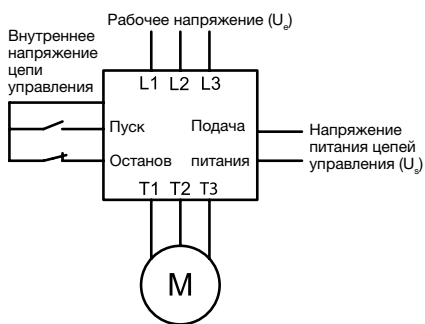 Рабочее напряжение (Uₑ)
Внутреннее
напряжение
цепи
управления
L1 L2 L3
Пуск
Подача
Останов
питания
Напряжение
питания цепей
управления (Uₛ)
T1 T2 T3
M